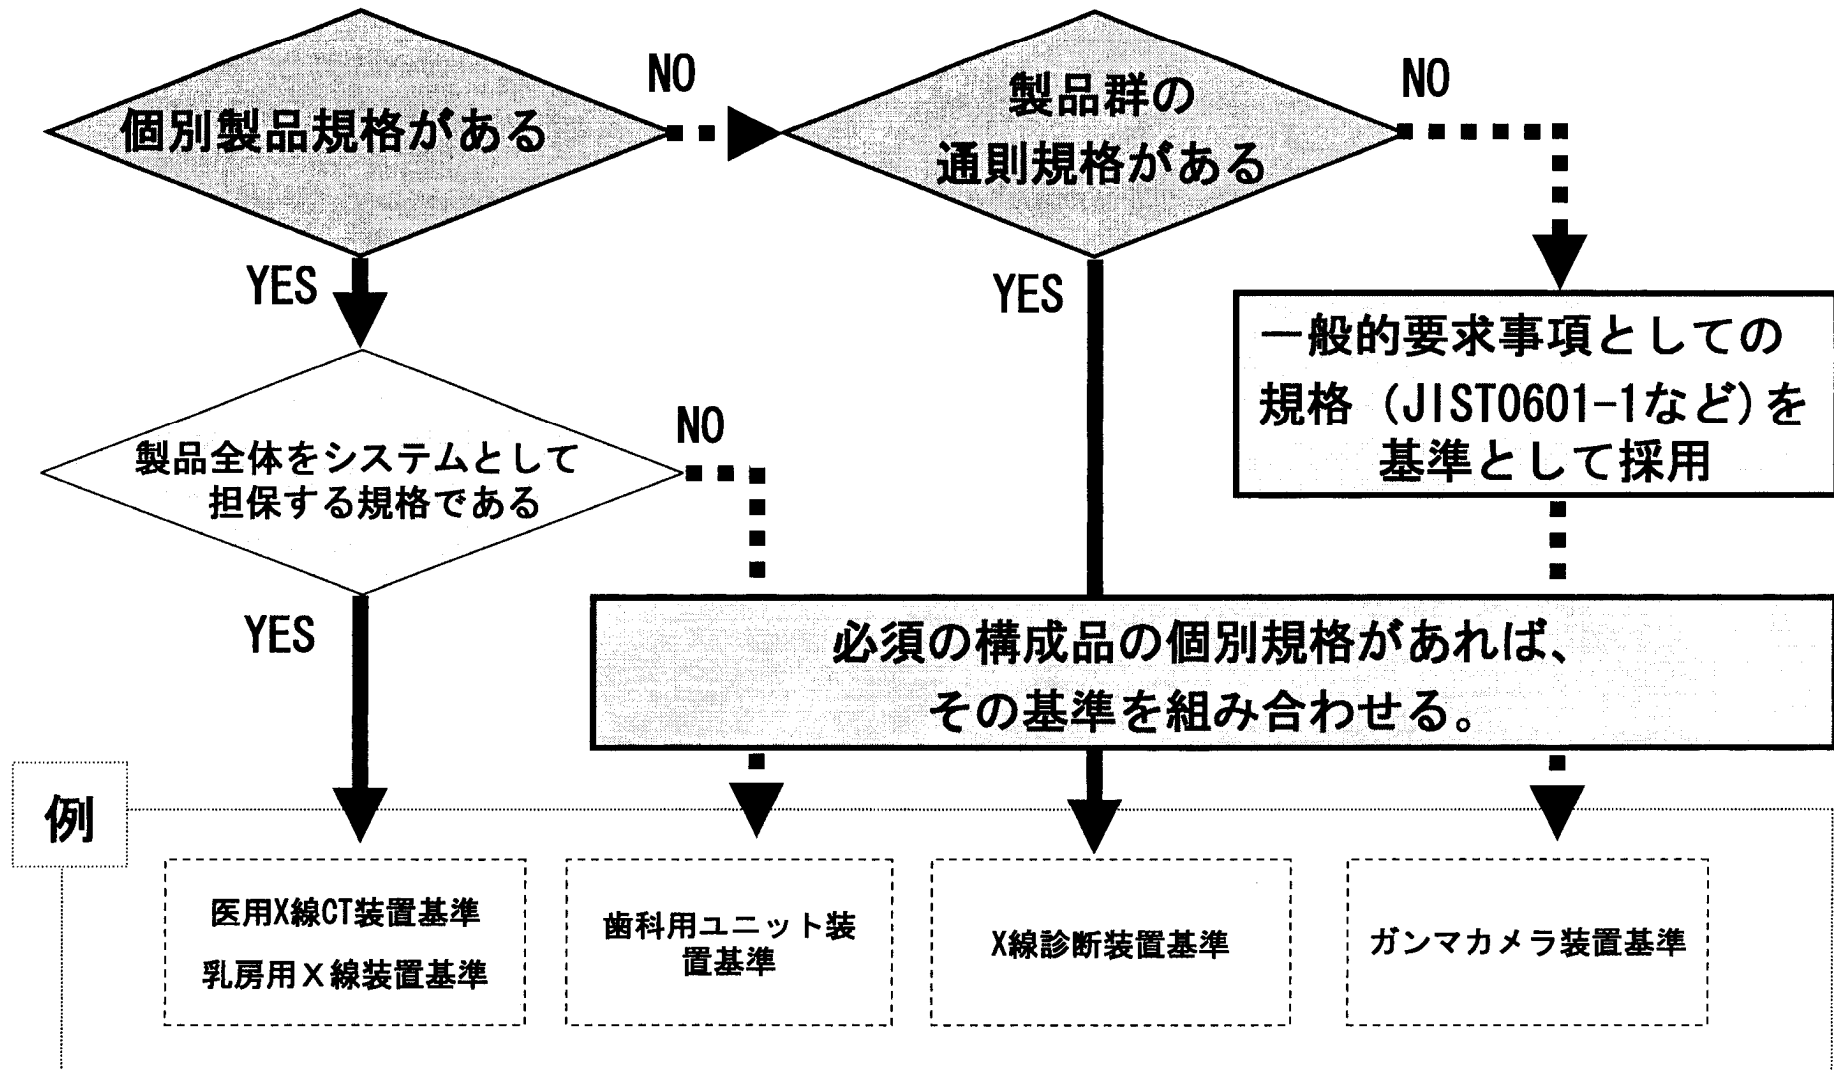 個別製品規格がある
NO
製品群の
通則規格がある
NO
YES
YES
一般的要求事項としての
規格（JIST0601-1など)を
基準として採用
製品全体をシステムとして
担保する規格である
NO
YES
必須の構成品の個別規格があれば、
その基準を組み合わせる。
例
医用X線CT装置基準
乳房用Ｘ線装置基準
歯科用ユニット装
置基準
X線診断装置基準
ガンマカメラ装置基準